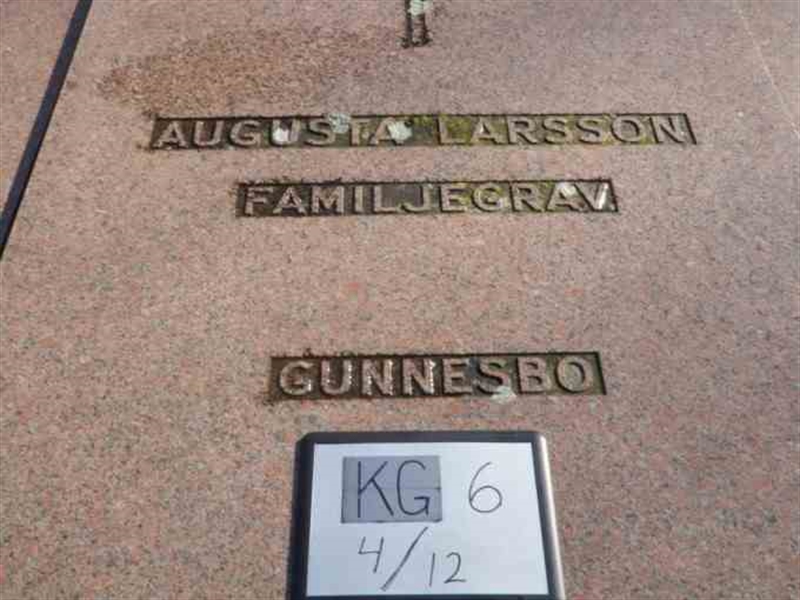 AUGUSTA LARSSON
FAMILJEGRAV
GUNNESBO
KG 6
4/12